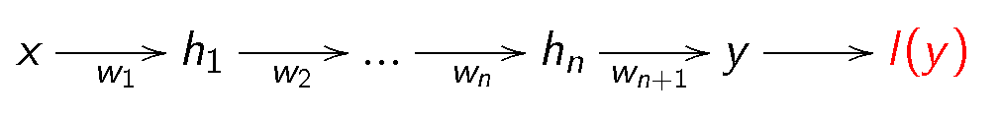 x h₁ ... hₙ y l(y)
w₁ w₂ wₙ wₙ₊₁